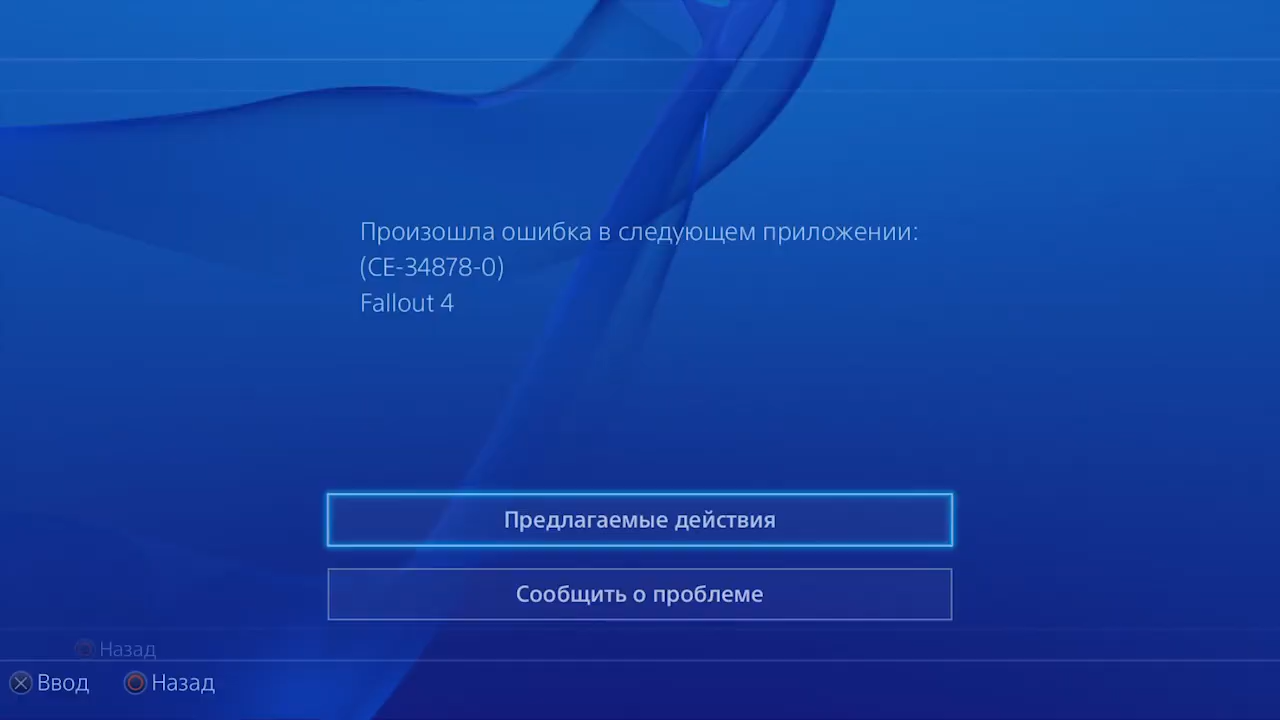 Произошла ошибка в следующем приложении:
(CE-34878-0)
Fallout 4
Предлагаемые действия
Сообщить о проблеме
Назад
Ввод Назад